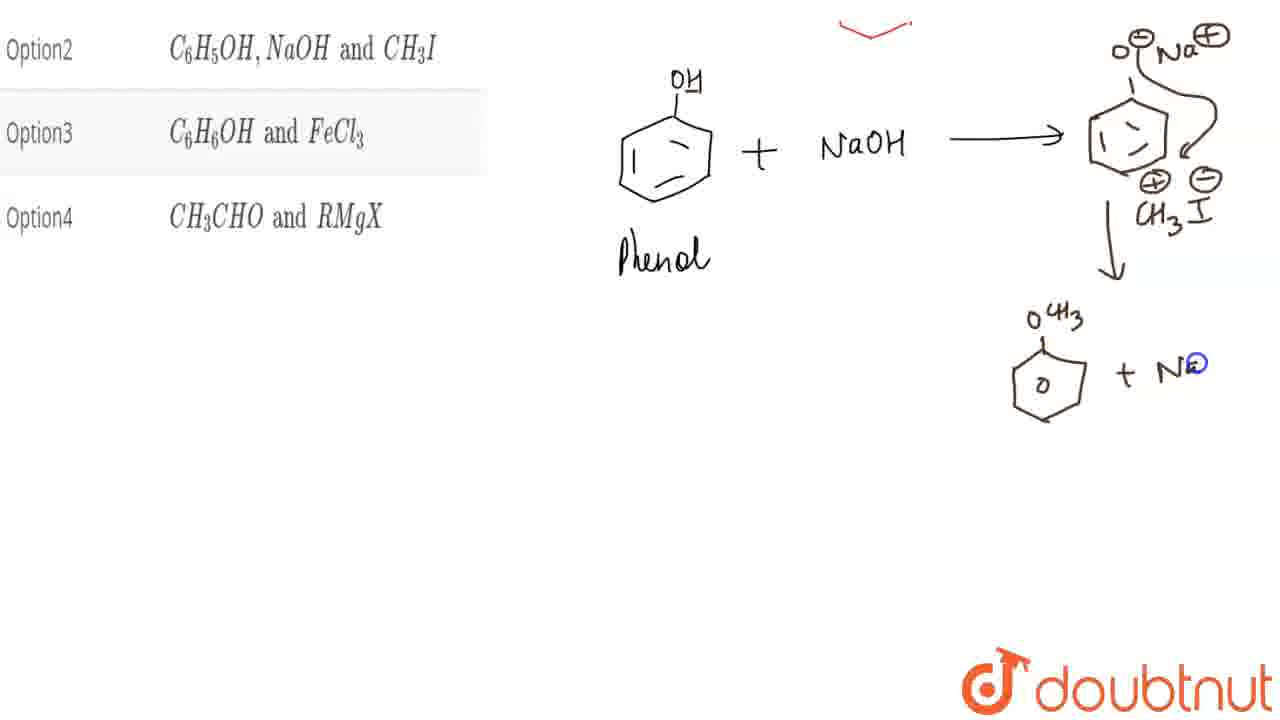 Option2 C₆H₅OH, NaOH and CH₃I
Option3 C₆H₆OH and FeCl₃
Option4 CH₃CHO and RMgX
OH
+ NaOH
Phenol
O⊖ Na⊕
⊕ ⊖
CH₃ I
OCH₃
+ Na
doubtnut